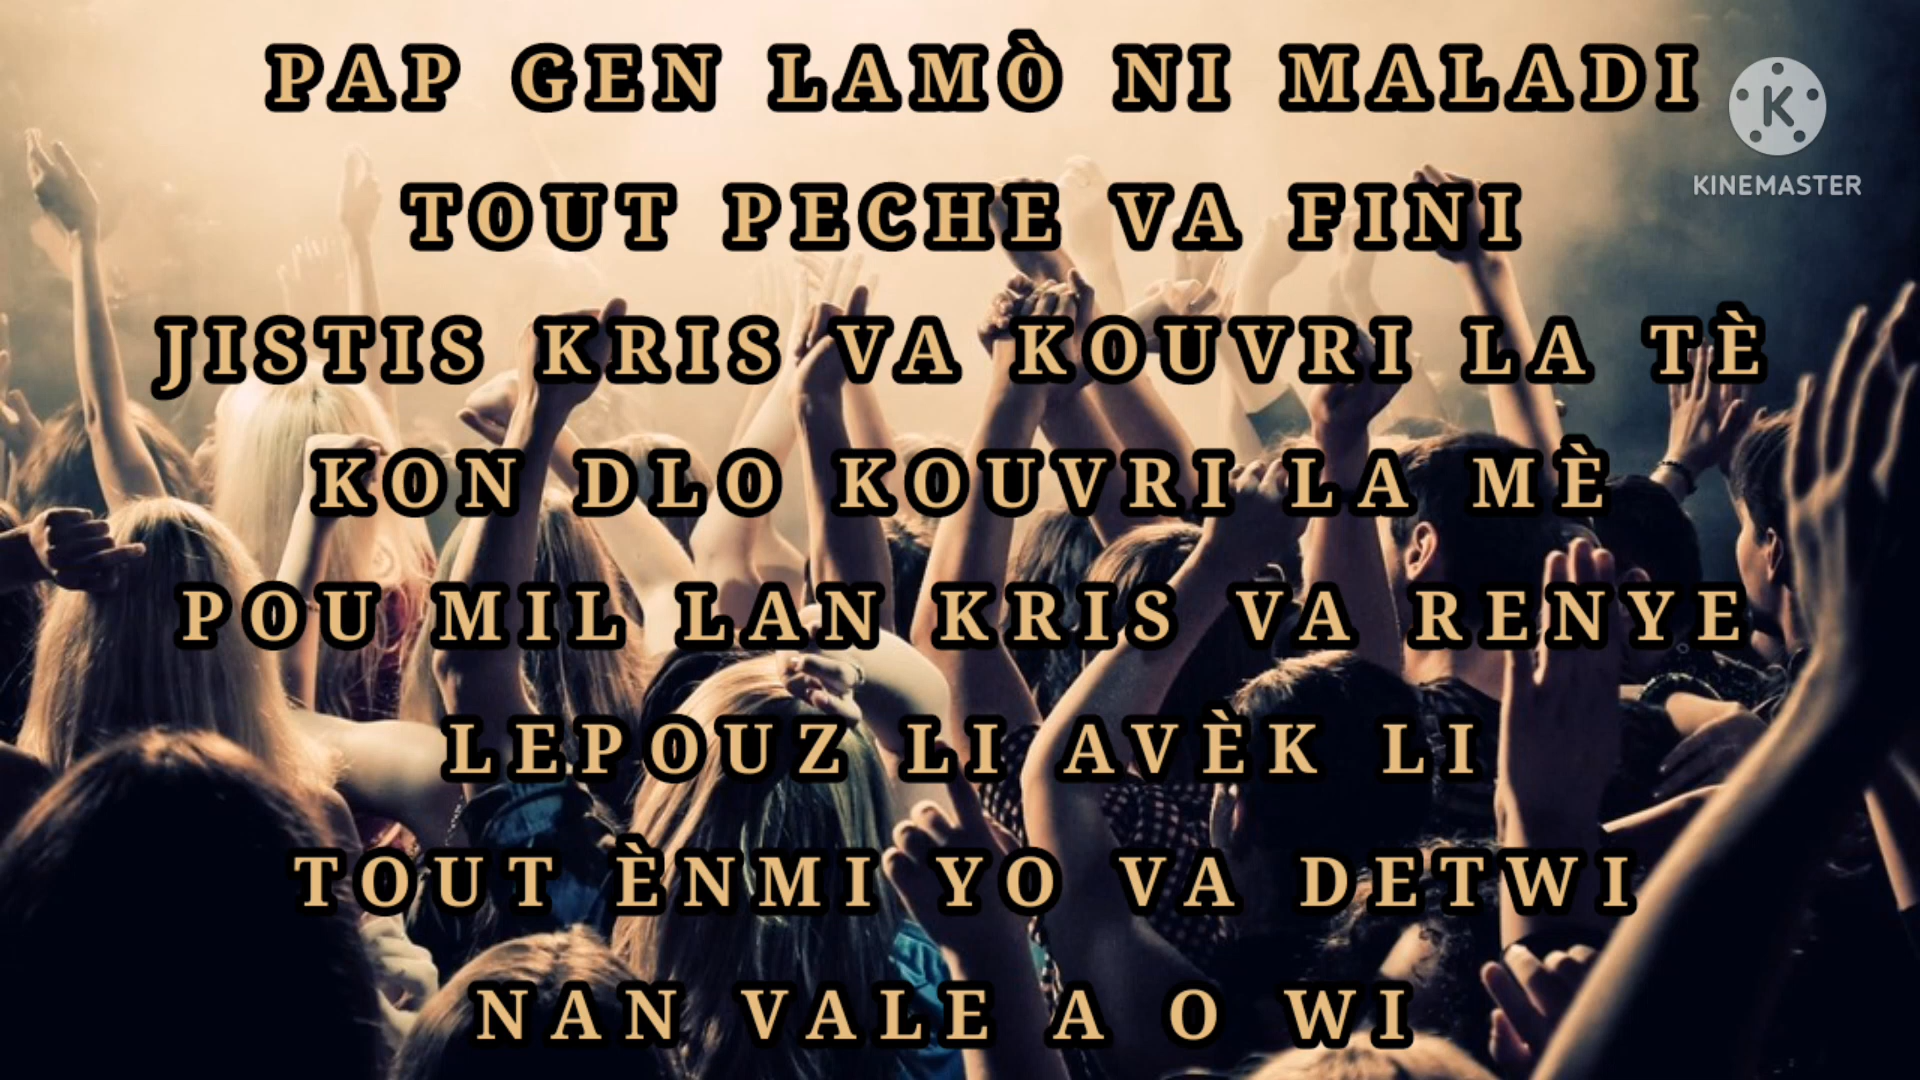 PAP GEN LAMÒ NI MALADI
TOUT PECHE VA FINI
JISTIS KRIS VA KOUVRI LA TÈ
KON DLO KOUVRI LA MÈ
POU MIL LAN KRIS VA RENYE
LEPOUZ LI AVÈK LI
TOUT ÈNMI YO VA DETWI
NAN VALE A O WI
K
KINEMASTER